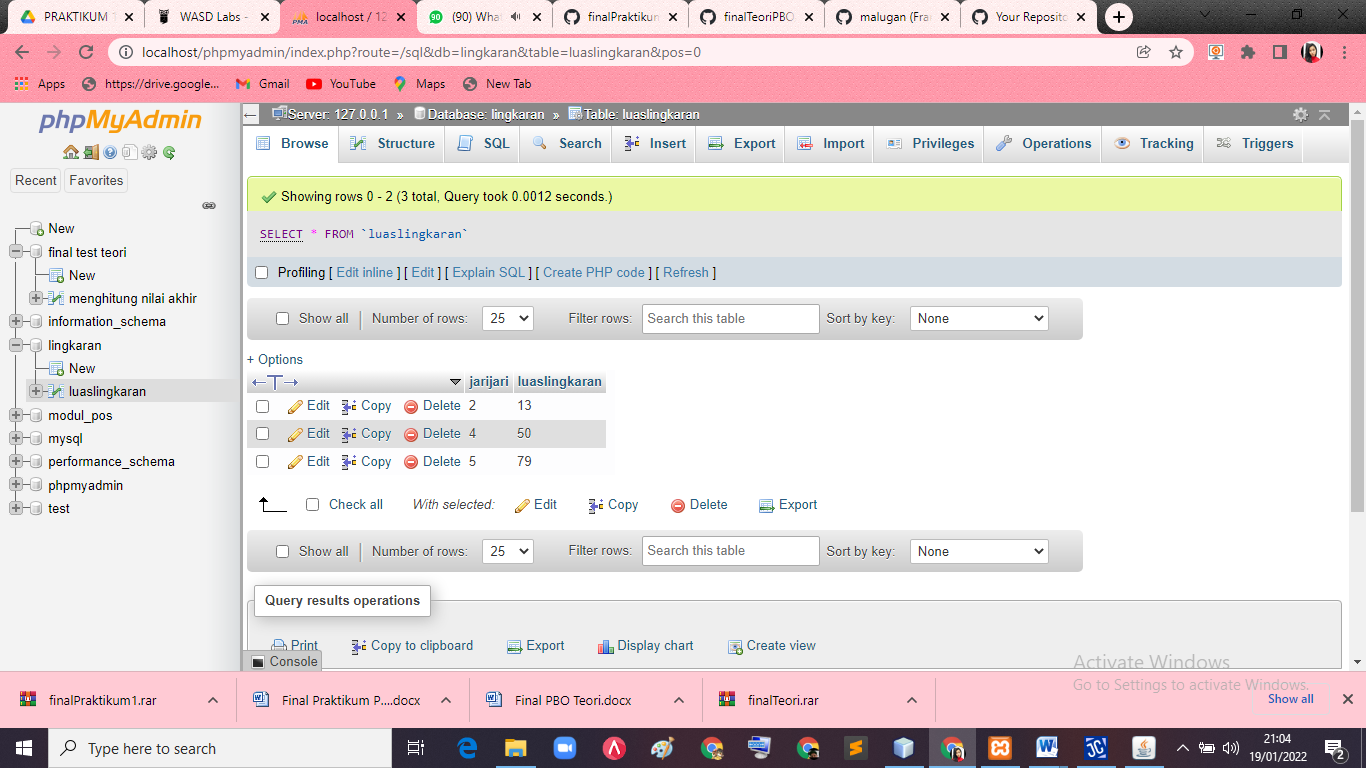 PRAKTIKUM
WASD Labs -
localhost / 12
(90) What
finalPraktikun
finalTeoriPBO
malugan (Fra
Your Reposito
localhost/phpmyadmin/index.php?route=/sql&db=lingkaran&table=luaslingkaran&pos=0
Apps
https://drive.google...
Gmail
YouTube
Maps
New Tab
phpMyAdmin
Recent
Favorites
New
final test teori
New
menghitung nilai akhir
information_schema
lingkaran
New
luaslingkaran
modul_pos
mysql
performance_schema
phpmyadmin
test
Server: 127.0.0.1 » Database: lingkaran » Table: luaslingkaran
Browse Structure SQL Search Insert Export Import Privileges Operations Tracking Triggers
Showing rows 0 - 2 (3 total, Query took 0.0012 seconds.)
SELECT * FROM `luaslingkaran`
Profiling [ Edit inline ] [ Edit ] [ Explain SQL ] [ Create PHP code ] [ Refresh ]
Show all | Number of rows: 25 Filter rows: Search this table Sort by key: None
+ Options
←T→ jarijari luaslingkaran
Edit Copy Delete 2 13
Edit Copy Delete 4 50
Edit Copy Delete 5 79
Check all With selected: Edit Copy Delete Export
Show all | Number of rows: 25 Filter rows: Search this table Sort by key: None
Query results operations
Print Copy to clipboard Export Display chart Create view
Console
Activate Windows
Go to Settings to activate Windows.
finalPraktikum1.rar
Final Praktikum P....docx
Final PBO Teori.docx
finalTeori.rar
Show all
Type here to search
21:04
19/01/2022
2